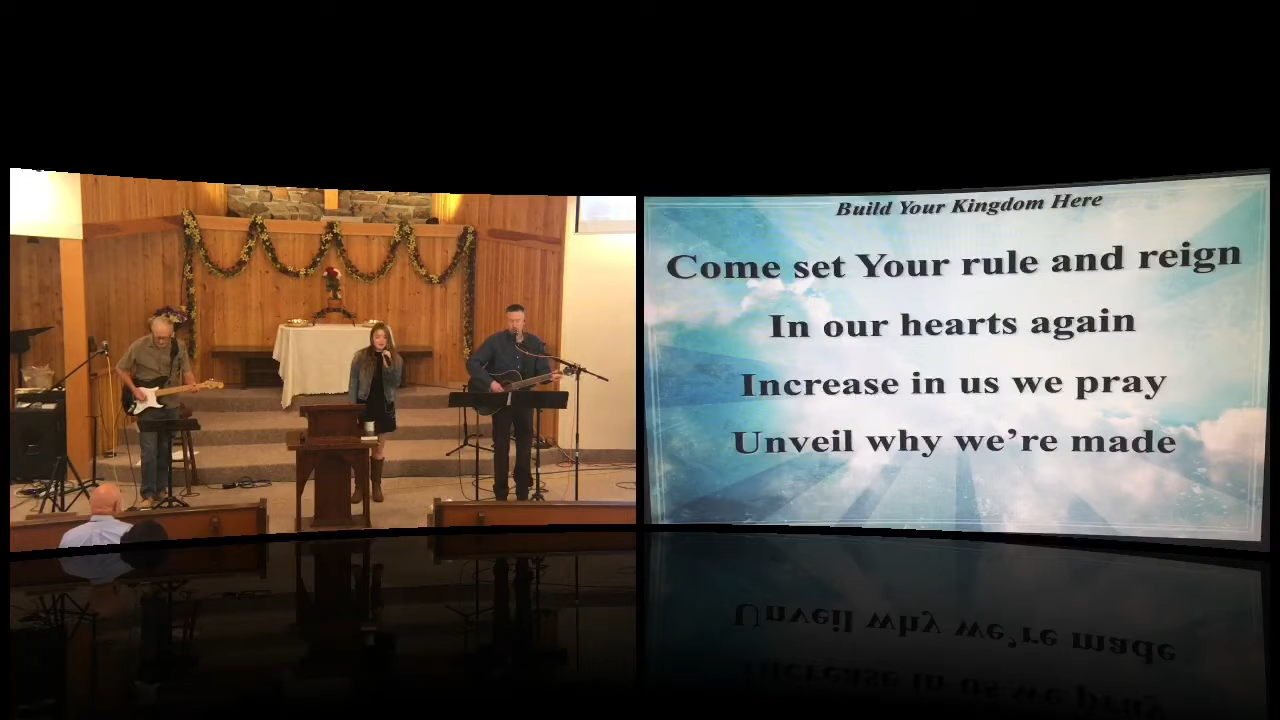 Build Your Kingdom Here
Come set Your rule and reign
In our hearts again
Increase in us we pray
Unveil why we're made